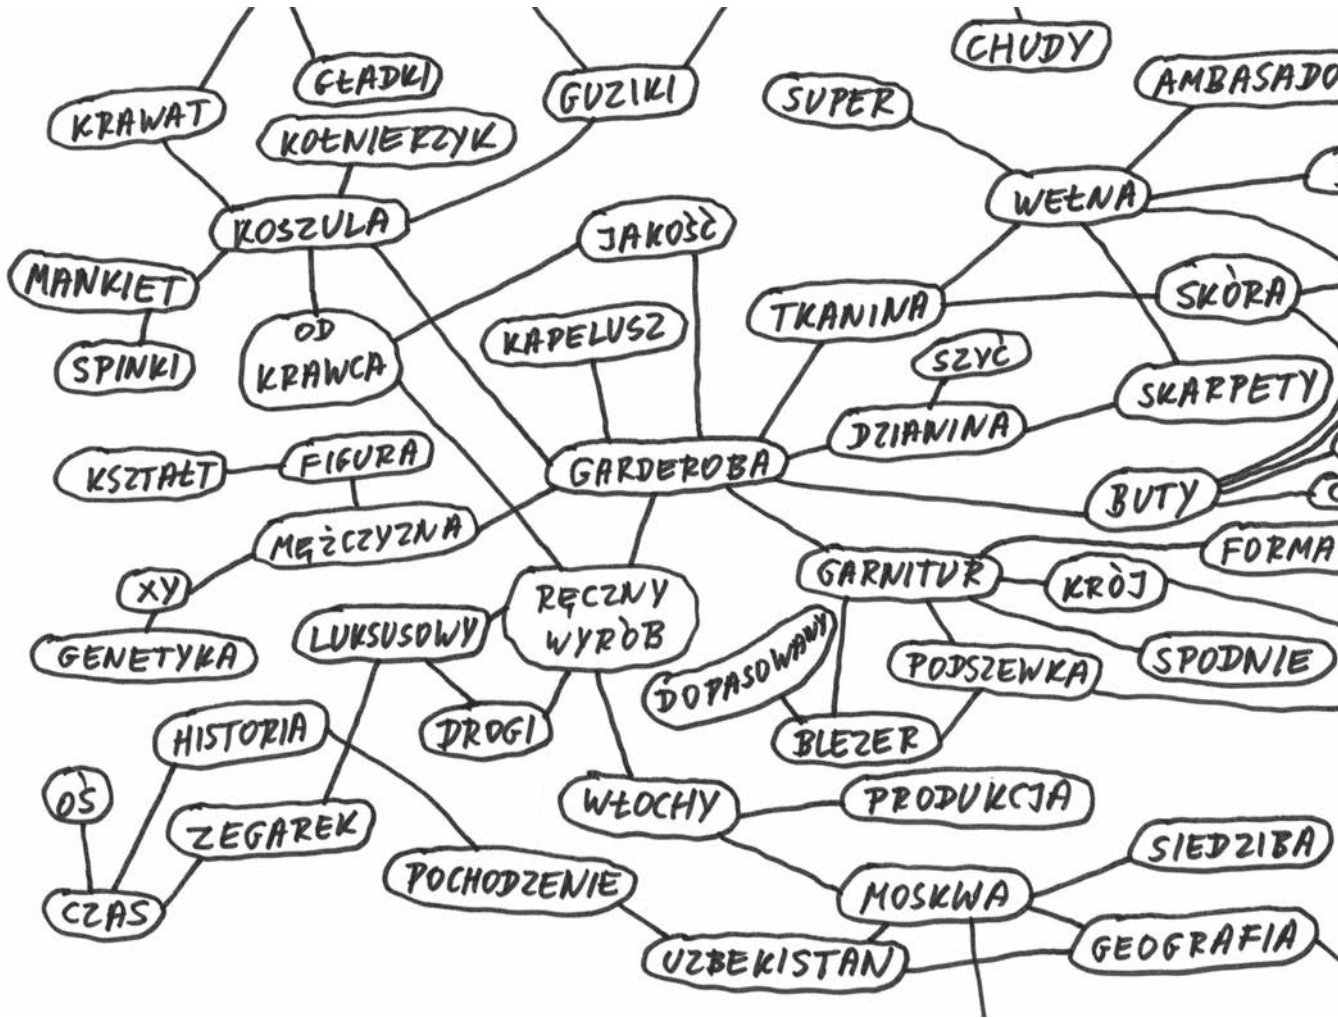 CHUDY
GŁADKI
GUZIKI
SUPER
AMBASADO
KRAWAT
KOŁNIERZYK
WEŁNA
KOSZULA
JAKOŚĆ
MANKIET
SKÓRA
TKANINA
KAPELUSZ
OD
KRAWCA
SZYĆ
SPINKI
SKARPETY
DZIANINA
FIGURA
KSZTAŁT
GARDEROBA
BUTY
MĘŻCZYZNA
FORMA
GARNITUR
KRÓJ
XY
RĘCZNY
WYRÓB
LUKSUSOWY
GENETYKA
DOPASOWANY
PODSZEWKA
SPODNIE
HISTORIA
DROGI
BLEZER
OŚ
ZEGAREK
WŁOCHY
PRODUKCJA
SIEDZIBA
POCHODZENIE
MOSKWA
CZAS
UZBEKISTAN
GEOGRAFIA